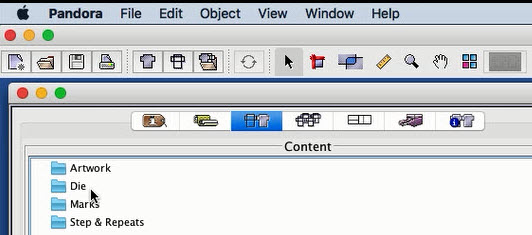 Pandora File Edit Object View Window Help
Content
Artwork
Die
Marks
Step & Repeats